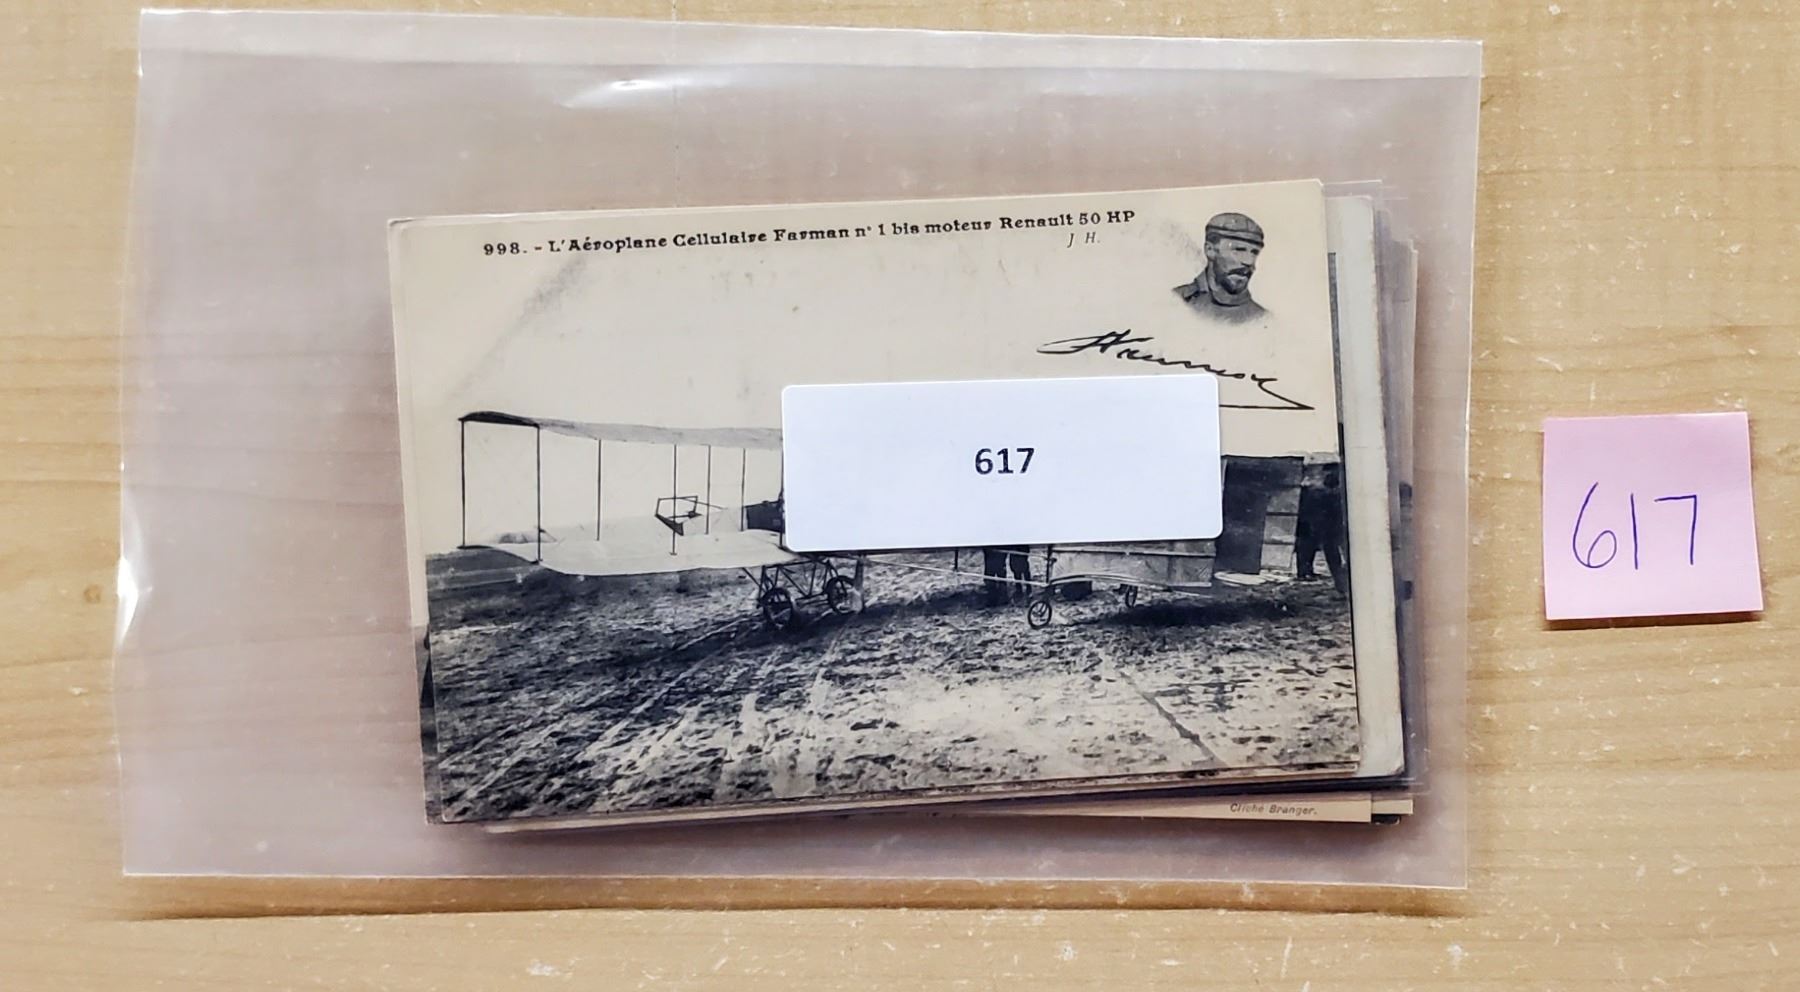 998. - L'Aéroplane Cellulaire Farman n° 1 bis moteur Renault 50 HP
J H.
617
617
Cliché Branger.